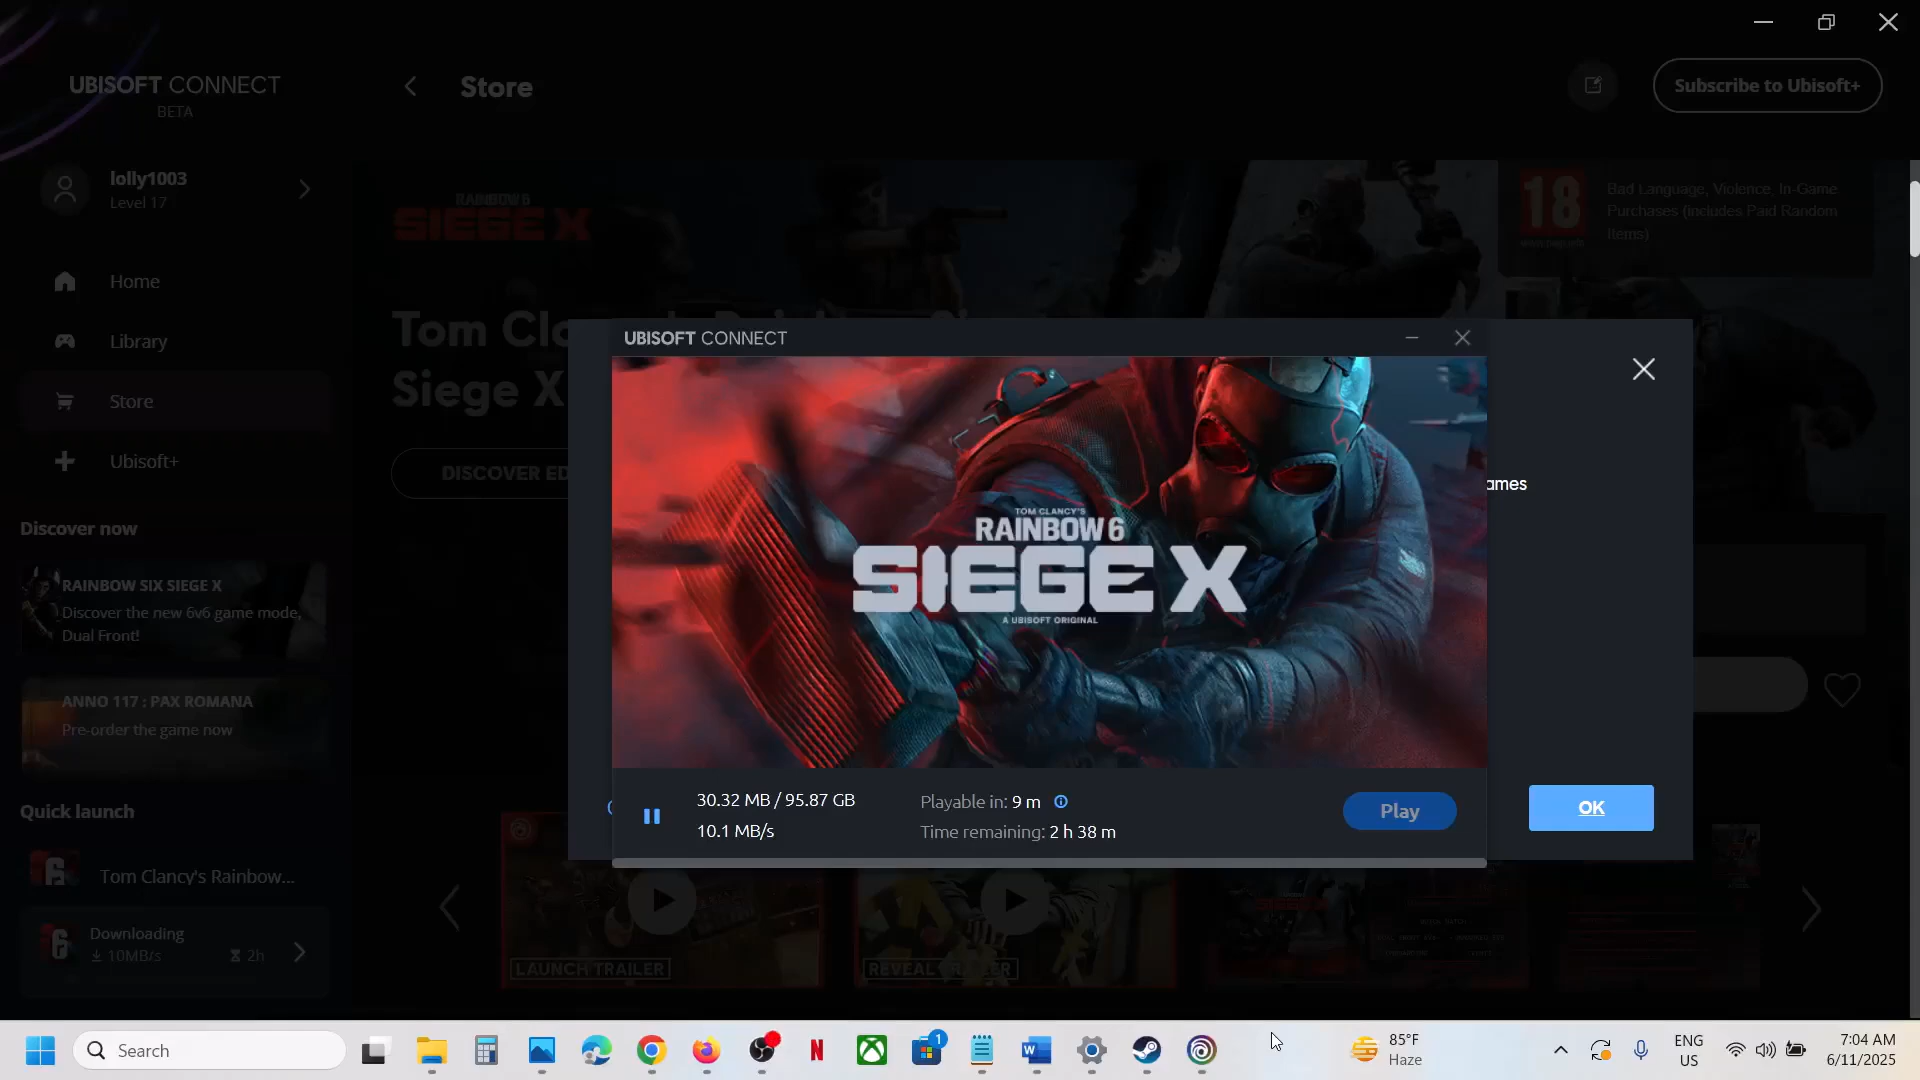 UBISOFT CONNECT
BETA
Store
Subscribe to Ubisoft+
lolly1003
Level 17
Home
Library
Store
Ubisoft+
Discover now
RAINBOW SIX SIEGE X
Discover the new 6v6 game mode,
Dual Front!
ANNO 117 : PAX ROMANA
Pre-order the game now
Quick launch
Tom Clancy's Rainbow...
Downloading
10MB/s
2h
RAINBOW 6
SIEGE X
Siege X
DISCOVER ED
18
Bad Language, Violence, In-Game
Purchases (includes Paid Random
Items)
UBISOFT CONNECT
TOM CLANCY'S
RAINBOW 6
SIEGE X
A UBISOFT ORIGINAL
30.32 MB / 95.87 GB
10.1 MB/s
Playable in: 9 m
Time remaining: 2 h 38 m
Play
ames
OK
LAUNCH TRAILER
Search
1
85°F
Haze
ENG
US
7:04 AM
6/11/2025